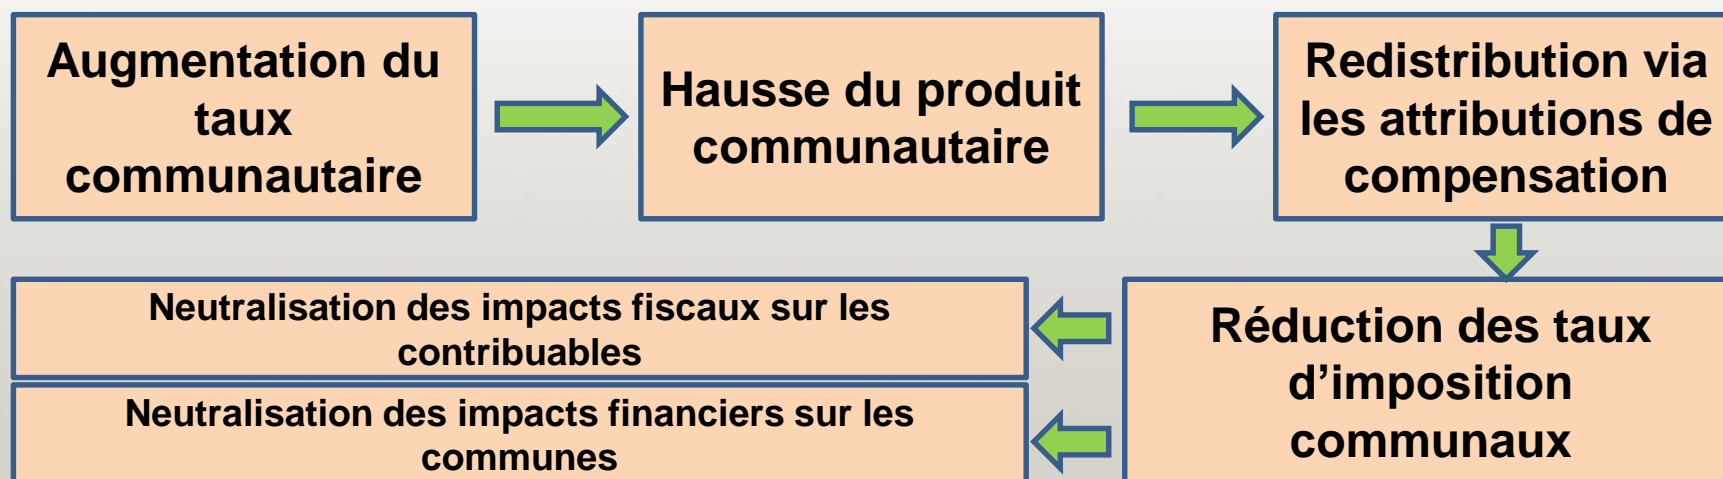 Augmentation du
taux
communautaire
Hausse du produit
communautaire
Redistribution via
les attributions de
compensation
Réduction des taux
d’imposition
communaux
Neutralisation des impacts fiscaux sur les
contribuables
Neutralisation des impacts financiers sur les
communes